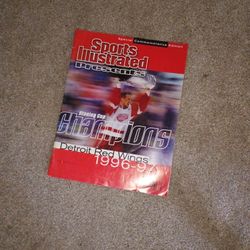 Special Commemorative Edition
Sports Illustrated
PRESENTS
Stanley Cup
Champions
Detroit Red Wings
1996-97